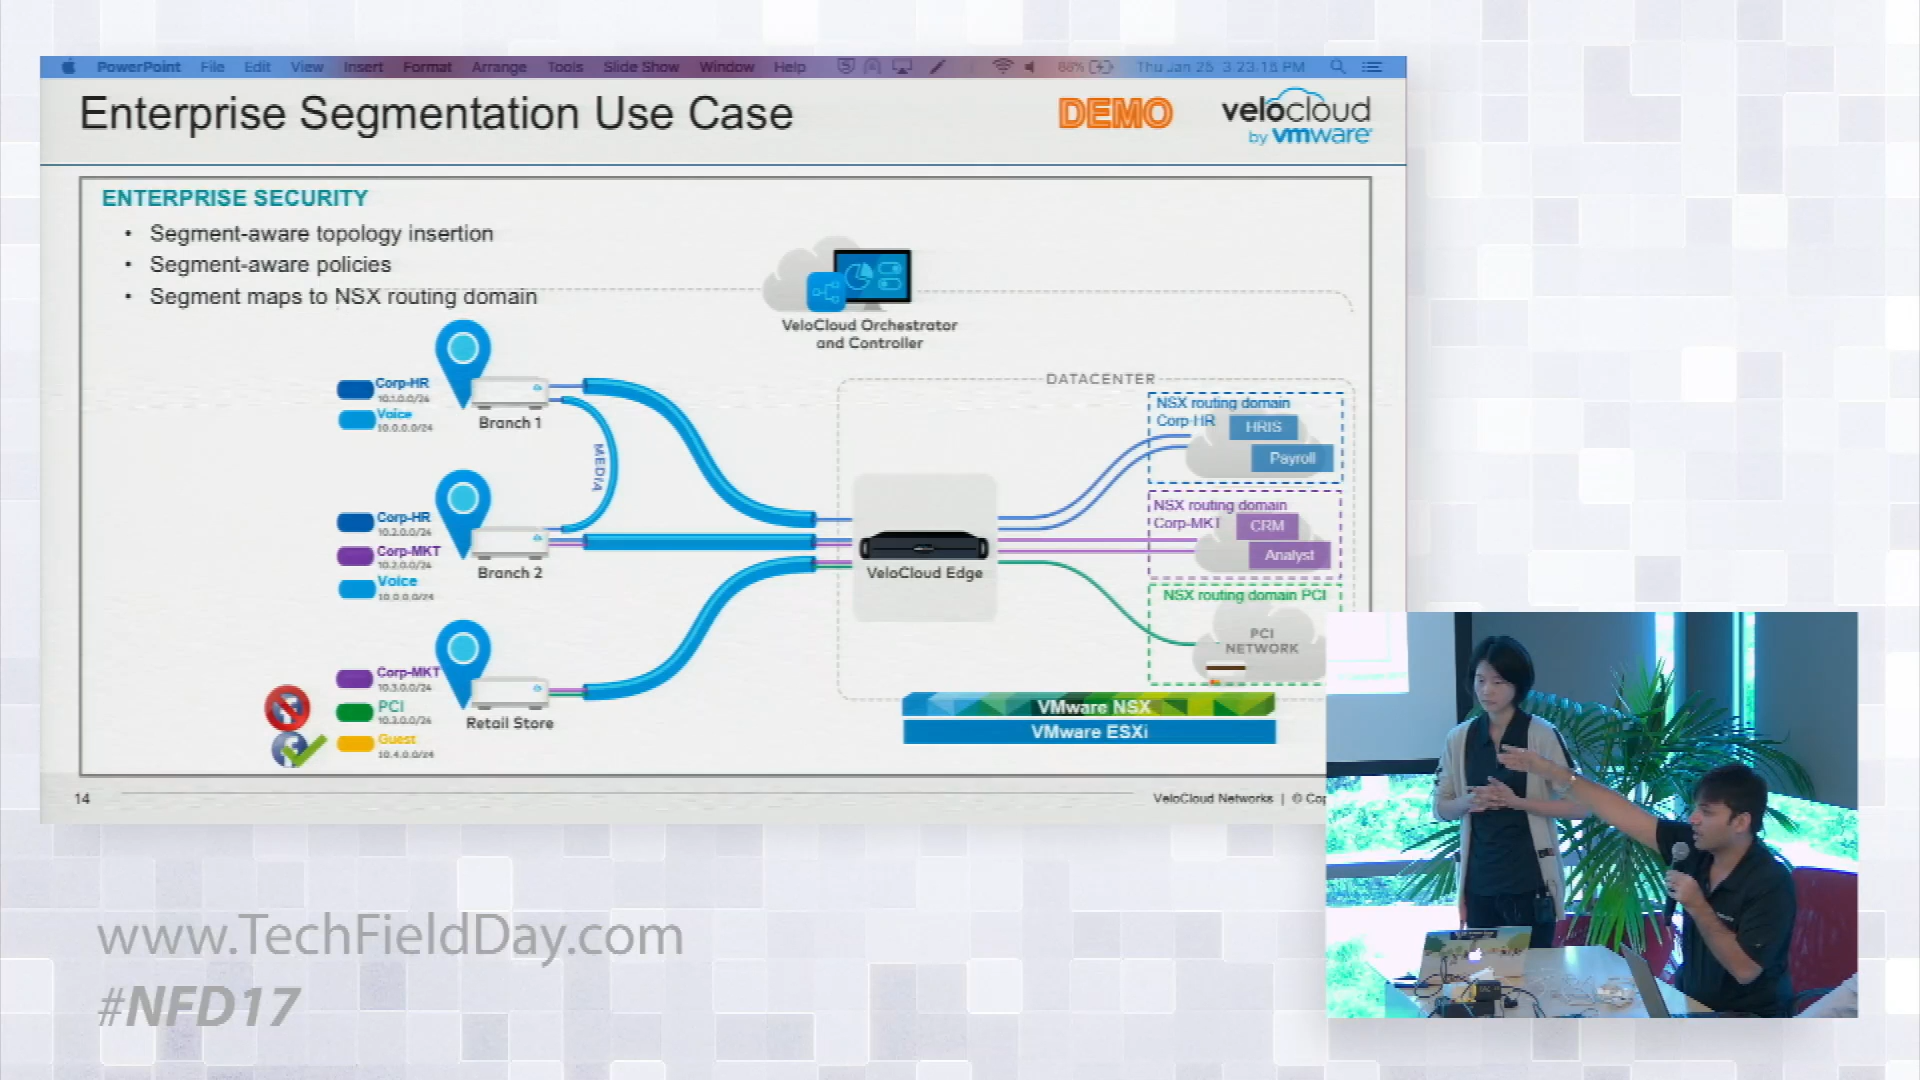 PowerPoint File Edit View Insert Format Arrange Tools Slide Show Window Help 88% Thu Jan 25 3:23:15 PM
Enterprise Segmentation Use Case
DEMO
velocloud
by vmware
ENTERPRISE SECURITY
• Segment-aware topology insertion
• Segment-aware policies
• Segment maps to NSX routing domain
VeloCloud Orchestrator
and Controller
DATACENTER
Corp-HR
10.1.0.0/24
Voice
10.0.0.0/24
Branch 1
MEDIA
Corp-HR
10.2.0.0/24
Corp-MKT
10.2.0.0/24
Voice
10.0.0.0/24
Branch 2
Corp-MKT
10.3.0.0/24
PCI
10.3.0.0/24
Guest
10.4.0.0/24
Retail Store
VeloCloud Edge
NSX routing domain
Corp-HR
HRIS
Payroll
NSX routing domain
Corp-MKT
CRM
Analyst
NSX routing domain PCI
PCI
NETWORK
VMware NSX
VMware ESXi
14
VeloCloud Networks | © Cop
www.TechFieldDay.com
#NFD17